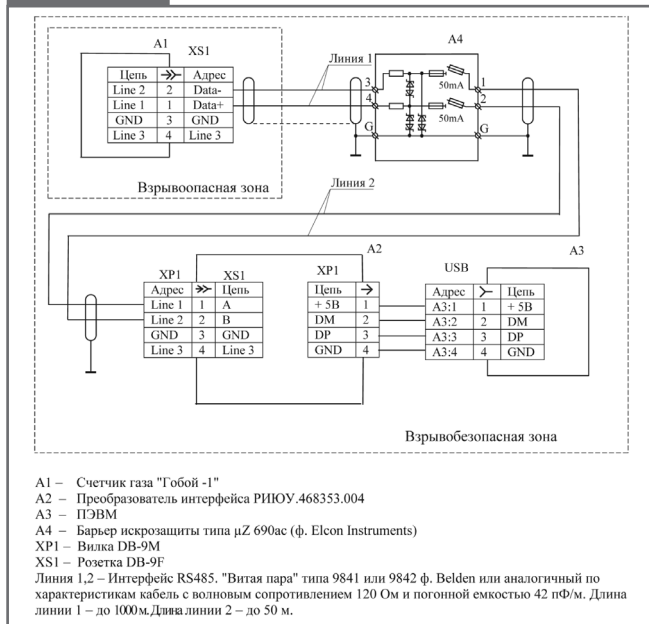 A1
XS1
Цепь Адрес
Line 2 2 Data-
Line 1 1 Data+
GND 3 GND
Line 3 4 Line 3
Взрывоопасная зона
Линия 1
A4
3
4
G
50mA
50mA
1
2
G
Линия 2
A2
A3
XP1
XS1
Адрес Цепь
Line 1 1 A
Line 2 2 B
GND 3 GND
Line 3 4 Line 3
XP1
Цепь
+ 5В 1
DM 2
DP 3
GND 4
USB
Адрес Цепь
A3:1 1 + 5В
A3:2 2 DM
A3:3 3 DP
A3:4 4 GND
Взрывобезопасная зона
А1 – Счетчик газа "Гобой -1"
А2 – Преобразователь интерфейса РИЮУ.468353.004
А3 – ПЭВМ
А4 – Барьер искрозащиты типа µZ 690ac (ф. Elcon Instruments)
XP1 – Вилка DB-9M
XS1 – Розетка DB-9F
Линия 1,2 – Интерфейс RS485. "Витая пара" типа 9841 или 9842 ф. Belden или аналогичный по
характеристикам кабель с волновым сопротивлением 120 Ом и погонной емкостью 42 пФ/м. Длина
линии 1 – до 1000 м. Длина линии 2 – до 50 м.